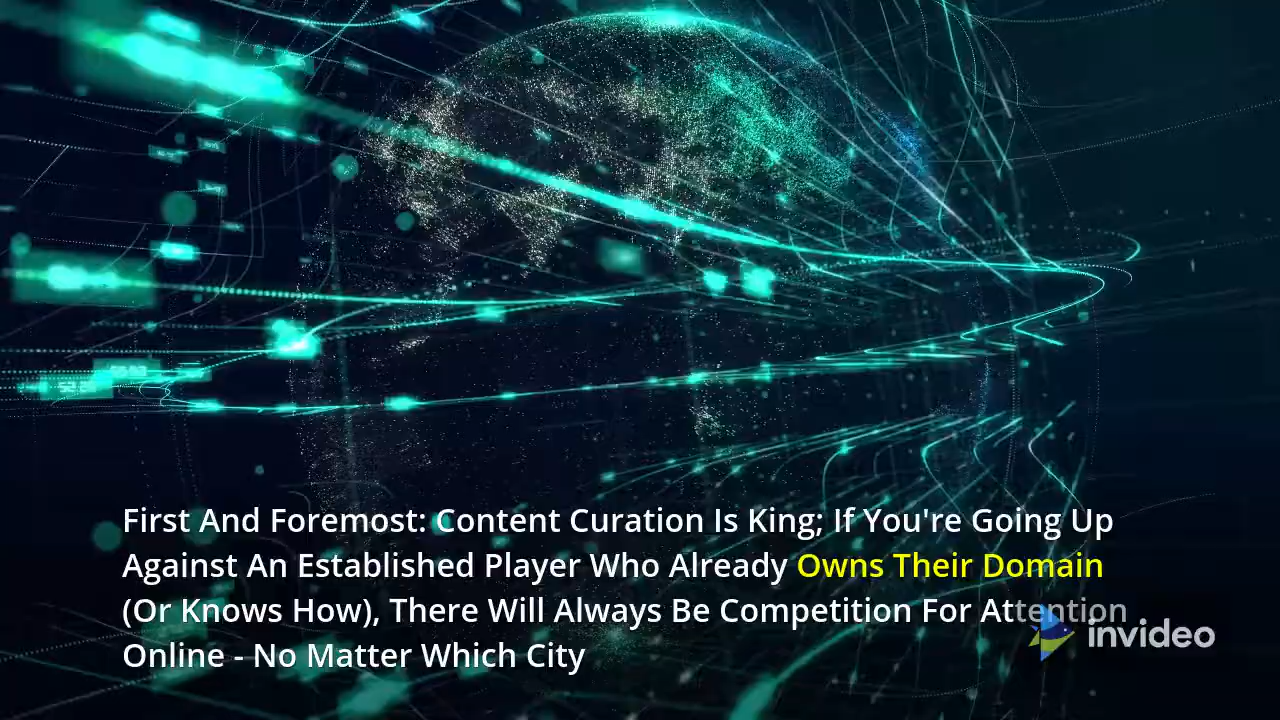 First And Foremost: Content Curation Is King; If You're Going Up
Against An Established Player Who Already Owns Their Domain
(Or Knows How), There Will Always Be Competition For Attention
Online - No Matter Which City
invideo